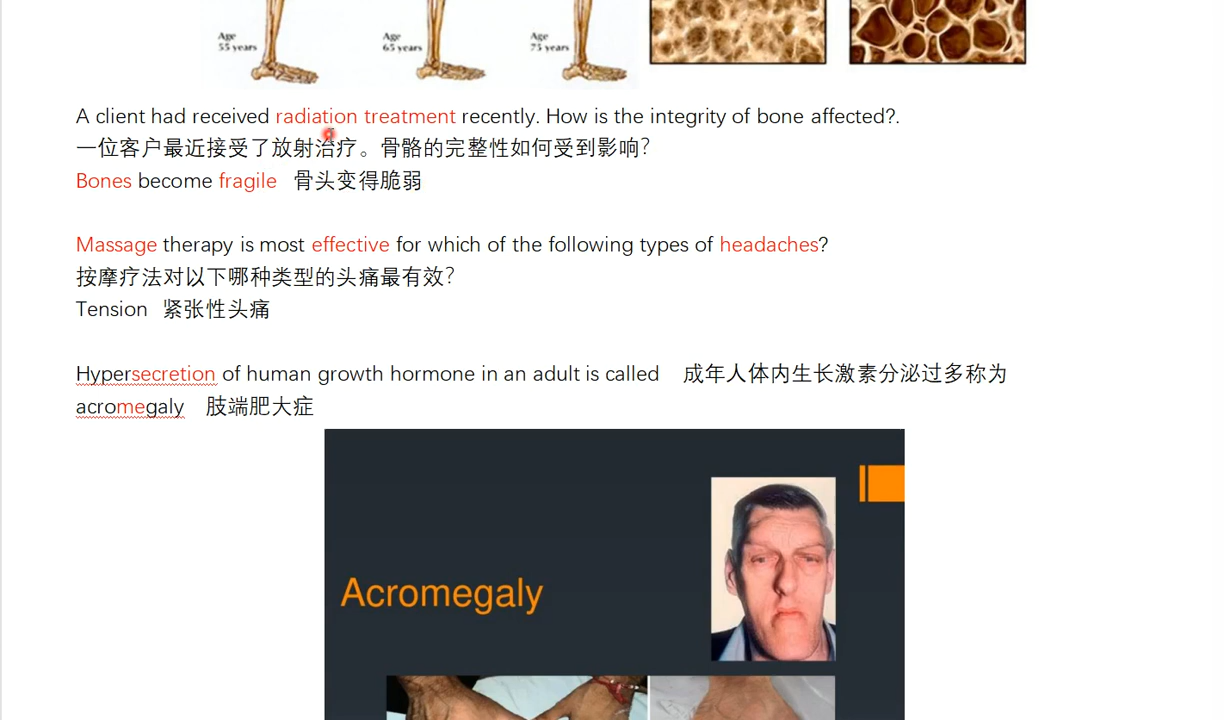 Age
55 years
Age
65 years
Age
75 years
A client had received radiation treatment recently. How is the integrity of bone affected?.
一位客户最近接受了放射治疗。骨骼的完整性如何受到影响?
Bones become fragile 骨头变得脆弱
Massage therapy is most effective for which of the following types of headaches?
按摩疗法对以下哪种类型的头痛最有效?
Tension 紧张性头痛
Hypersecretion of human growth hormone in an adult is called 成年人体内生长激素分泌过多称为
acromegaly 肢端肥大症
Acromegaly